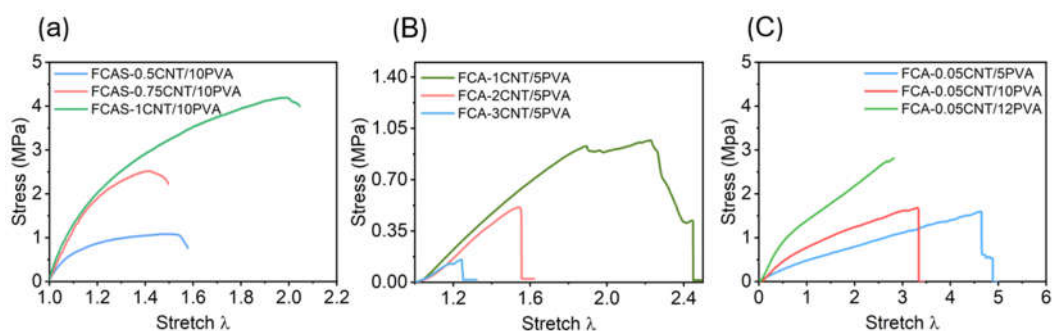 (a)
5
4
3
2
1
0
Stress (MPa)
FCAS-0.5CNT/10PVA
FCAS-0.75CNT/10PVA
FCAS-1CNT/10PVA
1.0 1.2 1.4 1.6 1.8 2.0 2.2
Stretch λ
(B)
1.40
1.05
0.70
0.35
0.00
Stress (MPa)
FCA-1CNT/5PVA
FCA-2CNT/5PVA
FCA-3CNT/5PVA
1.2 1.6 2.0 2.4
Stretch λ
(C)
5
4
3
2
1
0
Stress (Mpa)
FCA-0.05CNT/5PVA
FCA-0.05CNT/10PVA
FCA-0.05CNT/12PVA
0 1 2 3 4 5 6
Stretch λ